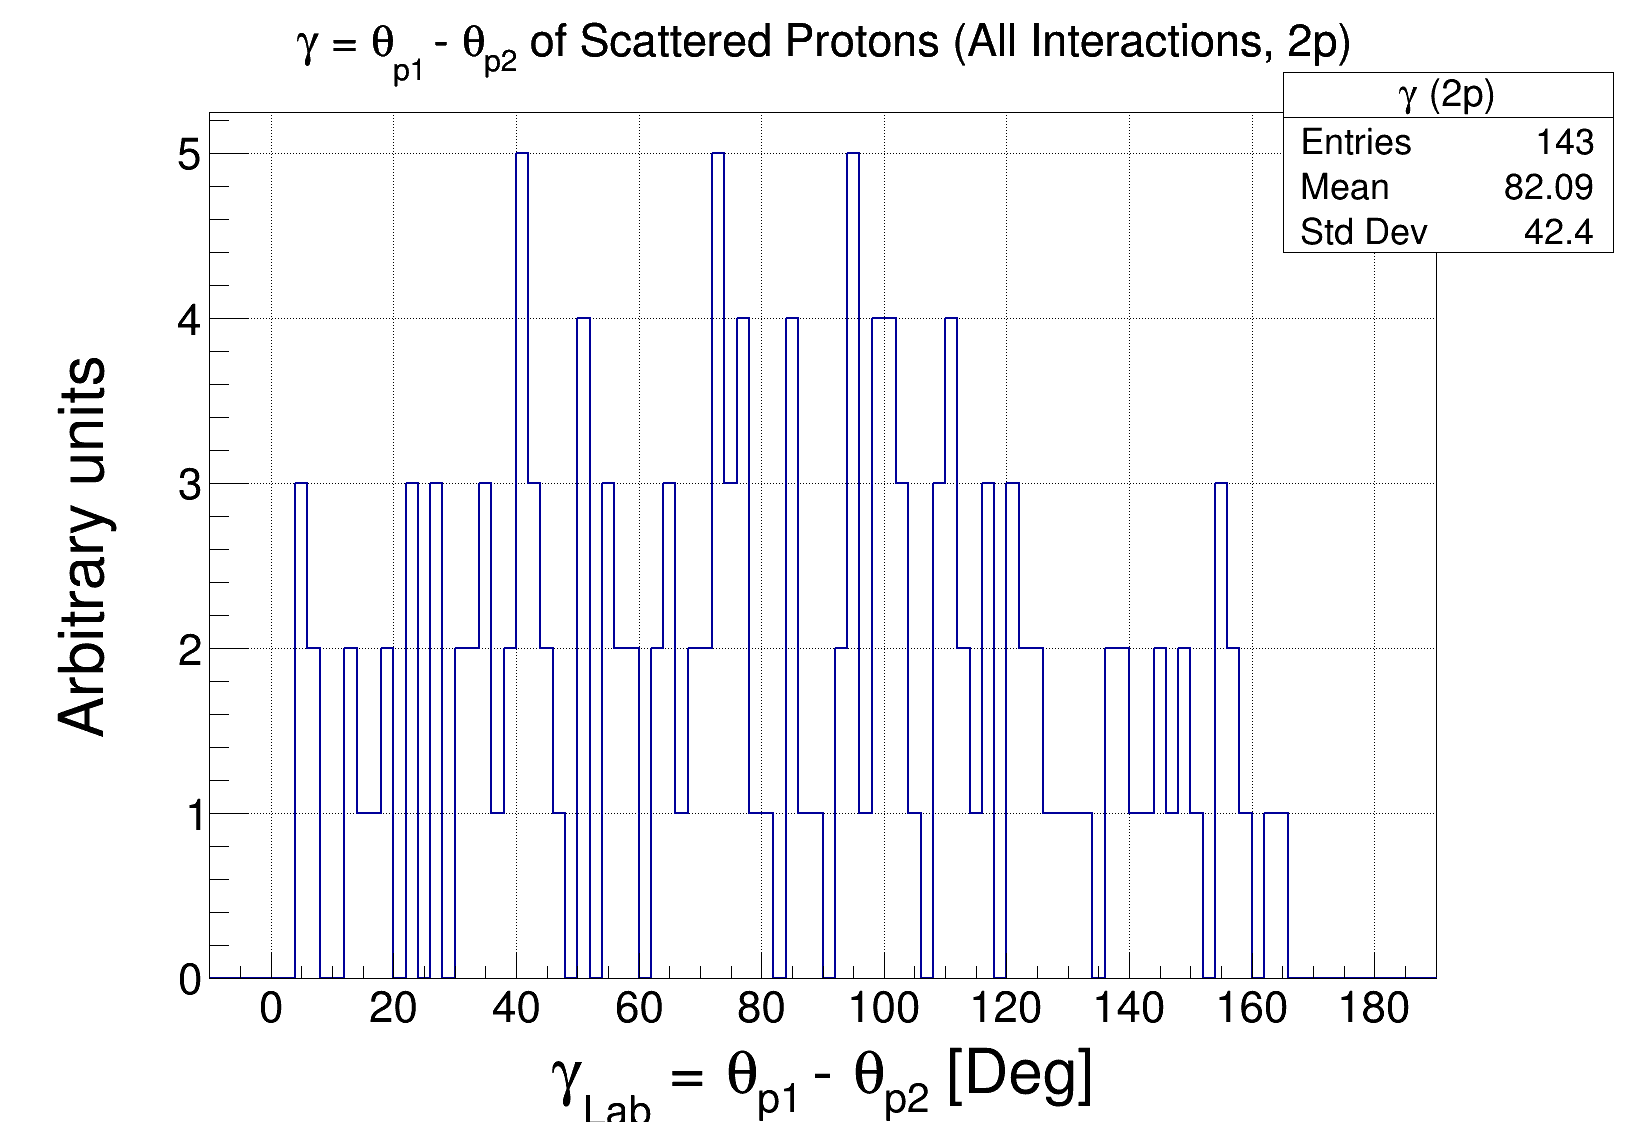 γ = θp1 - θp2 of Scattered Protons (All Interactions, 2p)
γ (2p)
Entries 143
Mean 82.09
Std Dev 42.4
Arbitrary units
5
4
3
2
1
0
0 20 40 60 80 100 120 140 160 180
γLab = θp1 - θp2 [Deg]